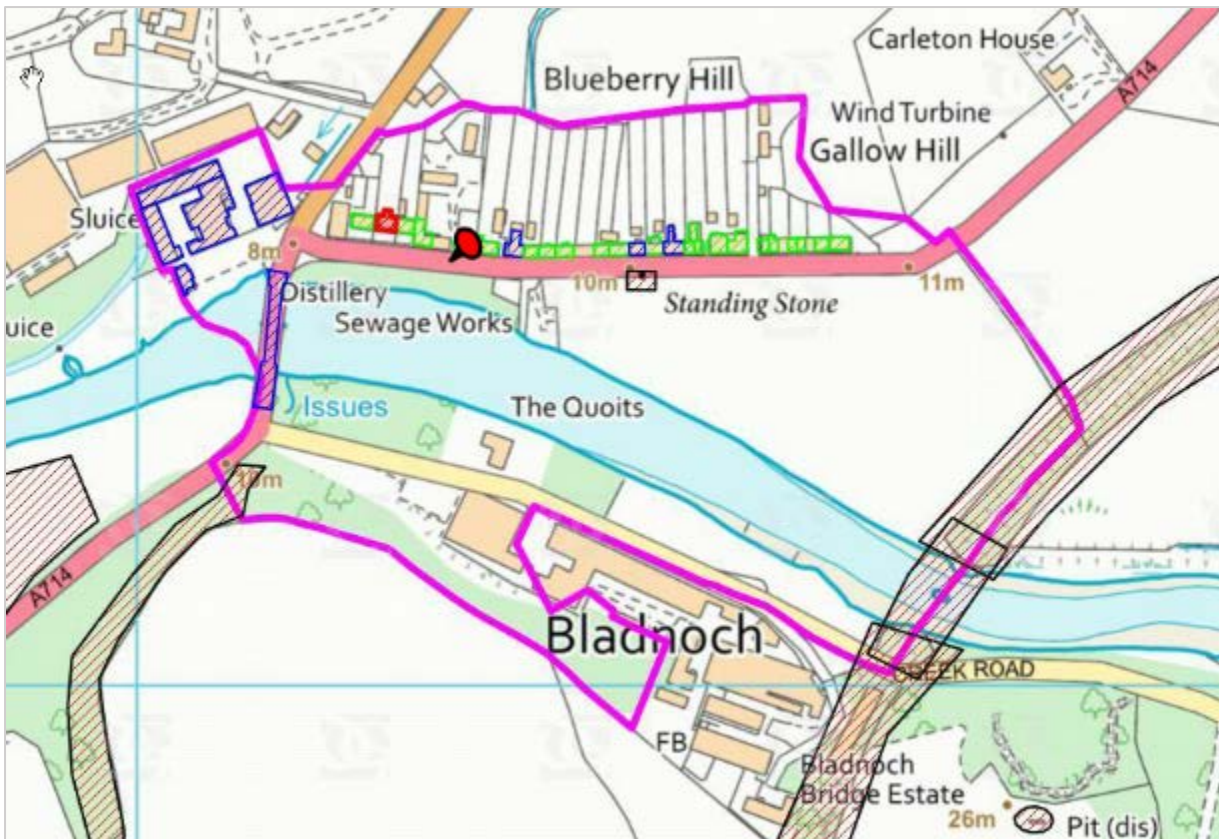 Carleton House
A714
Blueberry Hill
Wind Turbine
Gallow Hill
Sluice
8m
10m
11m
Distillery
Sewage Works
Standing Stone
uice
Issues
The Quoits
A714
Bladnoch
CREEK ROAD
FB
Bladnoch
Bridge Estate
26m
Pit (dis)